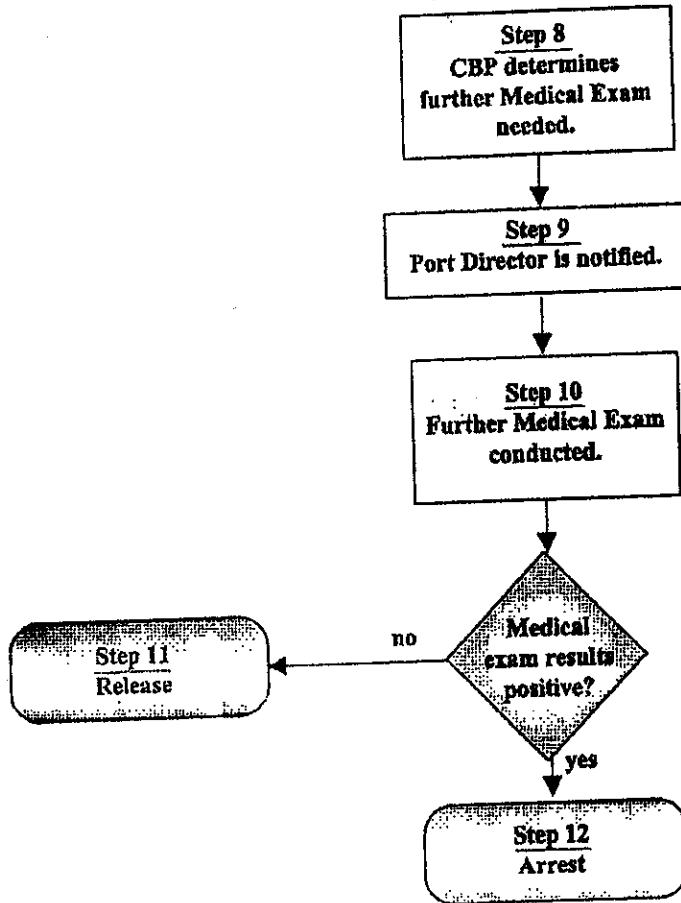 Step 8
CBP determines
further Medical Exam
needed.
Step 9
Port Director is notified.
Step 10
Further Medical Exam
conducted.
Medical
exam results
positive?
no
Step 11
Release
yes
Step 12
Arrest